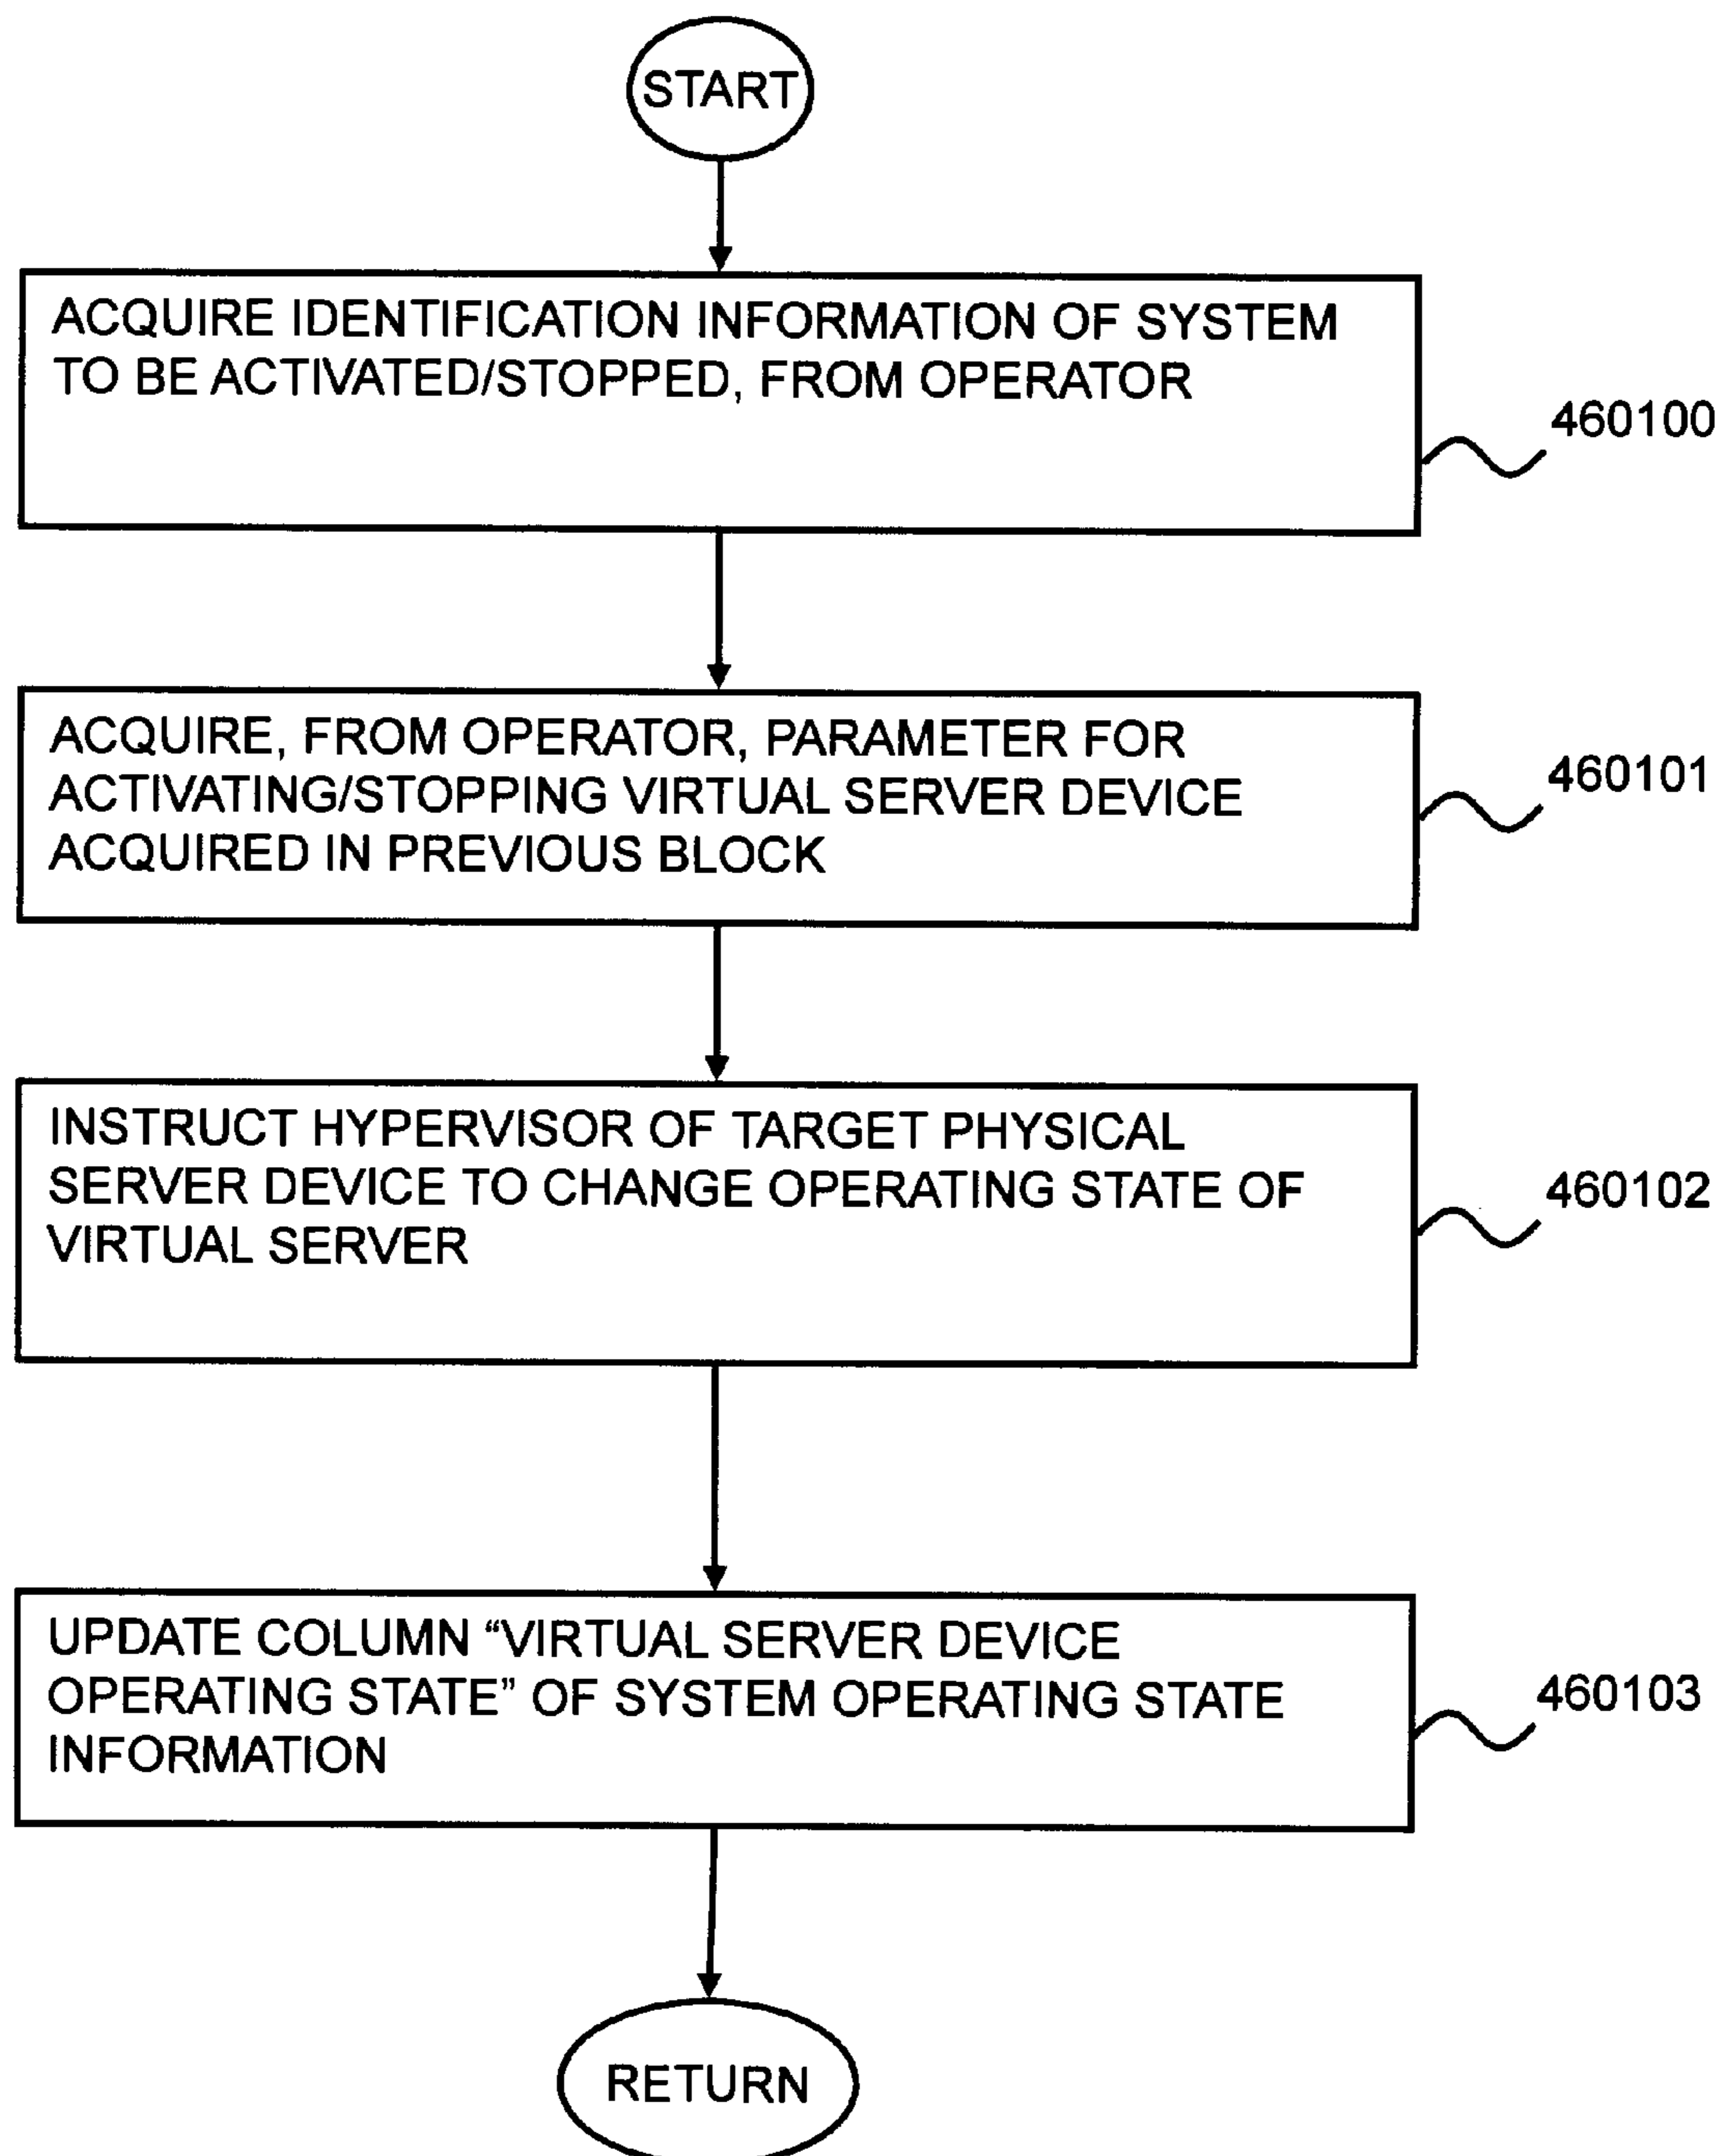 START
ACQUIRE IDENTIFICATION INFORMATION OF SYSTEM
TO BE ACTIVATED/STOPPED, FROM OPERATOR
460100
ACQUIRE, FROM OPERATOR, PARAMETER FOR
ACTIVATING/STOPPING VIRTUAL SERVER DEVICE
ACQUIRED IN PREVIOUS BLOCK
460101
INSTRUCT HYPERVISOR OF TARGET PHYSICAL
SERVER DEVICE TO CHANGE OPERATING STATE OF
VIRTUAL SERVER
460102
UPDATE COLUMN “VIRTUAL SERVER DEVICE
OPERATING STATE” OF SYSTEM OPERATING STATE
INFORMATION
460103
RETURN